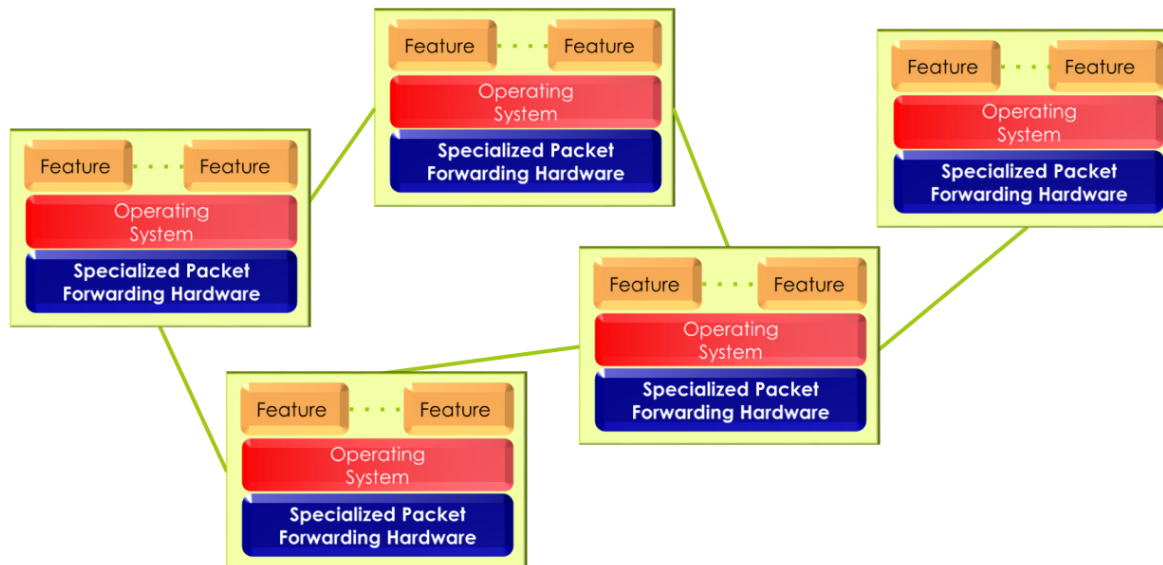 Feature Feature
Operating
System
Specialized Packet
Forwarding Hardware
Feature Feature
Operating
System
Specialized Packet
Forwarding Hardware
Feature Feature
Operating
System
Specialized Packet
Forwarding Hardware
Feature Feature
Operating
System
Specialized Packet
Forwarding Hardware
Feature Feature
Operating
System
Specialized Packet
Forwarding Hardware